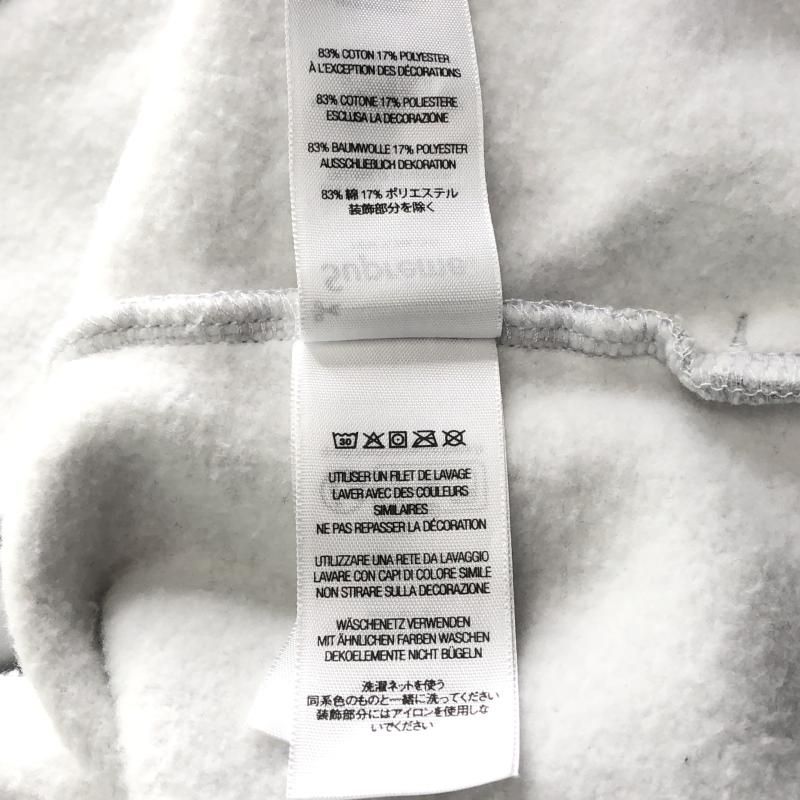 83% COTON 17% POLYESTER
À L'EXCEPTION DES DÉCORATIONS
83% COTONE 17% POLIESTERE
ESCLUSA LA DECORAZIONE
83% BAUMWOLLE 17% POLYESTER
AUSSCHLIEßLICH DEKORATION
83% 綿 17% ポリエステル
装飾部分を除く
Supreme
30
UTILISER UN FILET DE LAVAGE
LAVER AVEC DES COULEURS
SIMILAIRES
NE PAS REPASSER LA DÉCORATION
UTILIZZARE UNA RETE DA LAVAGGIO
LAVARE CON CAPI DI COLORE SIMILE
NON STIRARE SULLA DECORAZIONE
WÄSCHENETZ VERWENDEN
MIT ÄHNLICHEN FARBEN WASCHEN
DEKOELEMENTE NICHT BÜGELN
洗濯ネットを使う
同系色のものと一緒に洗ってください
装飾部分にはアイロンを使用しな
いでください